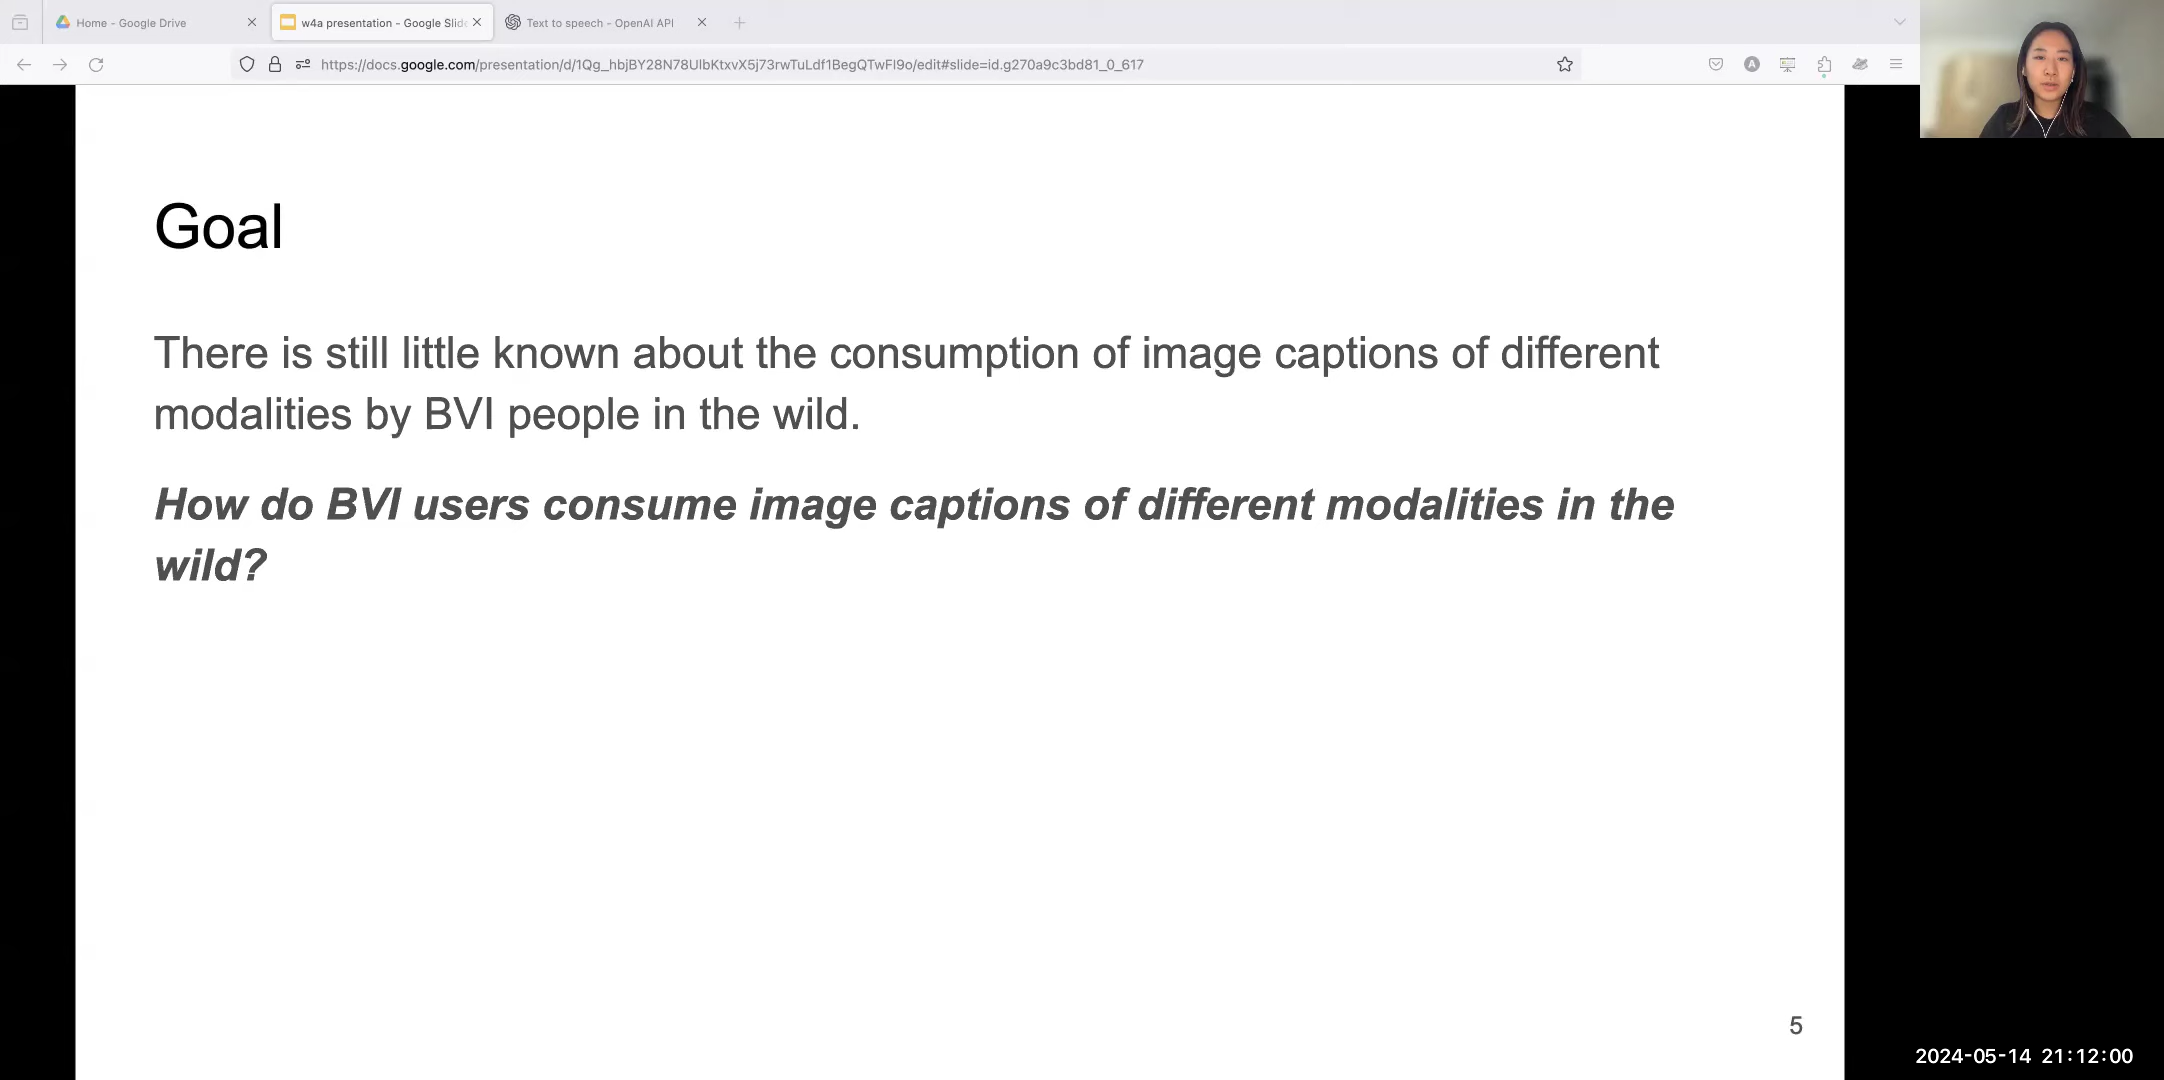 Home - Google Drive
w4a presentation - Google Slide
Text to speech - OpenAI API
https://docs.google.com/presentation/d/1Qg_hbjBY28N78UlbKtxvX5j73rwTuLdf1BegQTwFI9o/edit#slide=id.g270a9c3bd81_0_617
A
Goal
There is still little known about the consumption of image captions of different
modalities by BVI people in the wild.
How do BVI users consume image captions of different modalities in the
wild?
5
2024-05-14 21:12:00